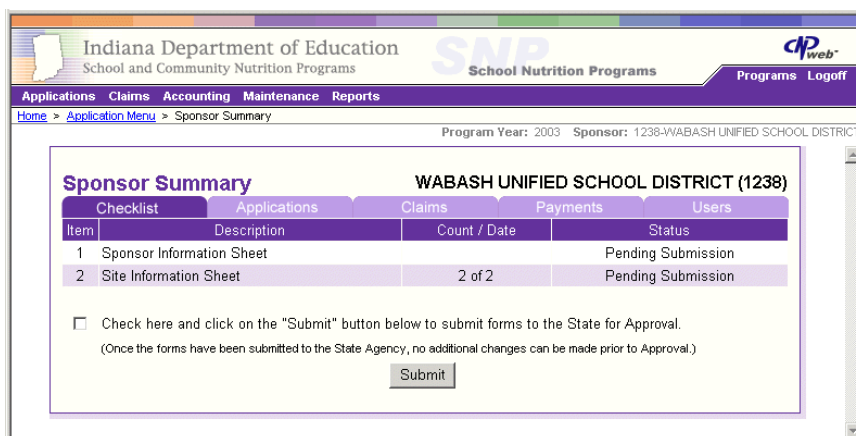 Indiana Department of Education
School and Community Nutrition Programs
SNP
School Nutrition Programs
CNPweb
Programs Logoff
Applications Claims Accounting Maintenance Reports
Home > Application Menu > Sponsor Summary
Program Year: 2003 Sponsor: 1238-WABASH UNIFIED SCHOOL DISTRICT
Sponsor Summary WABASH UNIFIED SCHOOL DISTRICT (1238)
Checklist Applications Claims Payments Users
Item Description Count / Date Status
1 Sponsor Information Sheet Pending Submission
2 Site Information Sheet 2 of 2 Pending Submission
Check here and click on the "Submit" button below to submit forms to the State for Approval.
(Once the forms have been submitted to the State Agency, no additional changes can be made prior to Approval.)
Submit